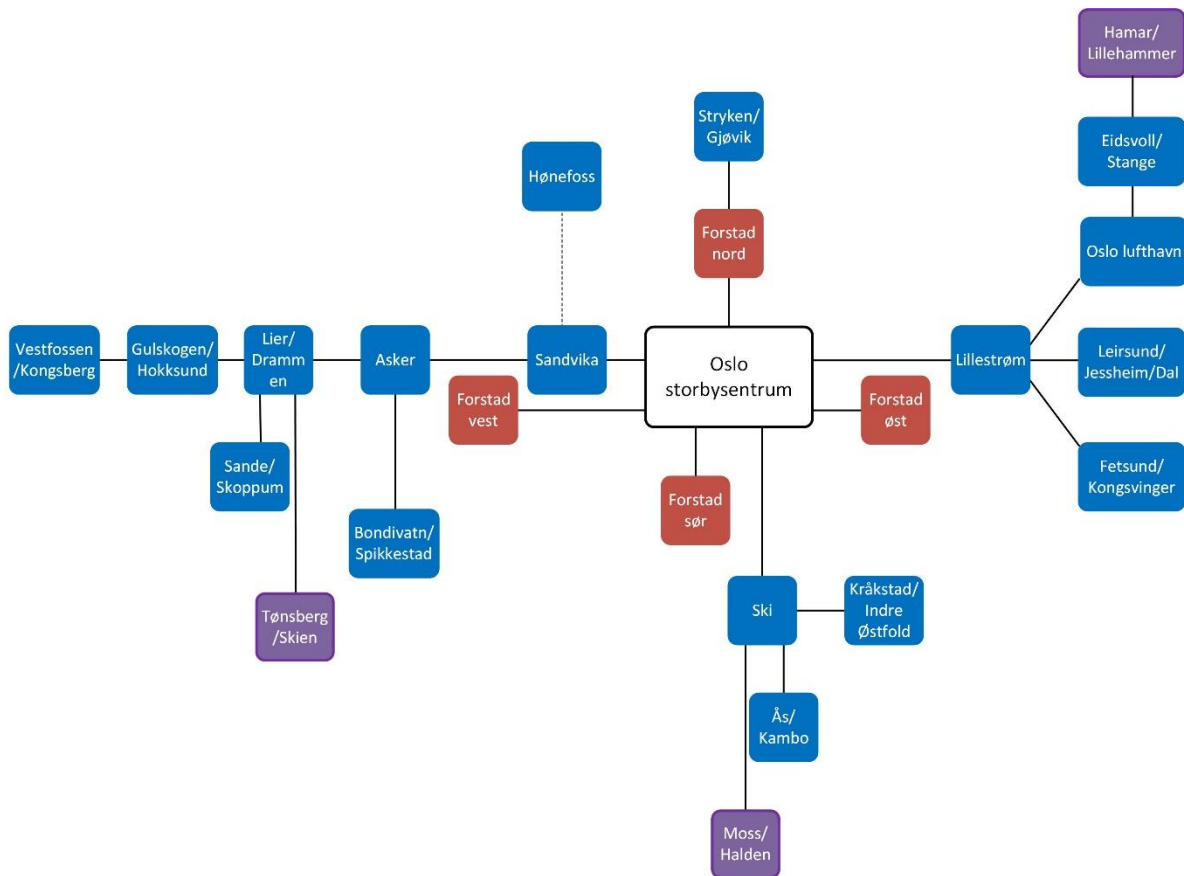 Hamar/
Lillehammer
Stryken/
Gjøvik
Eidsvoll/
Stange
Hønefoss
Forstad
nord
Oslo lufthavn
Vestfossen
/Kongsberg
Gulskogen/
Hokksund
Lier/
Dramm
en
Asker
Sandvika
Oslo
storbysentrum
Lillestrøm
Leirsund/
Jessheim/Dal
Forstad
vest
Forstad
øst
Sande/
Skoppum
Forstad
sør
Fetsund/
Kongsvinger
Bondivatn/
Spikkestad
Tønsberg
/Skien
Ski
Kråkstad/
Indre
Østfold
Ås/
Kambo
Moss/
Halden